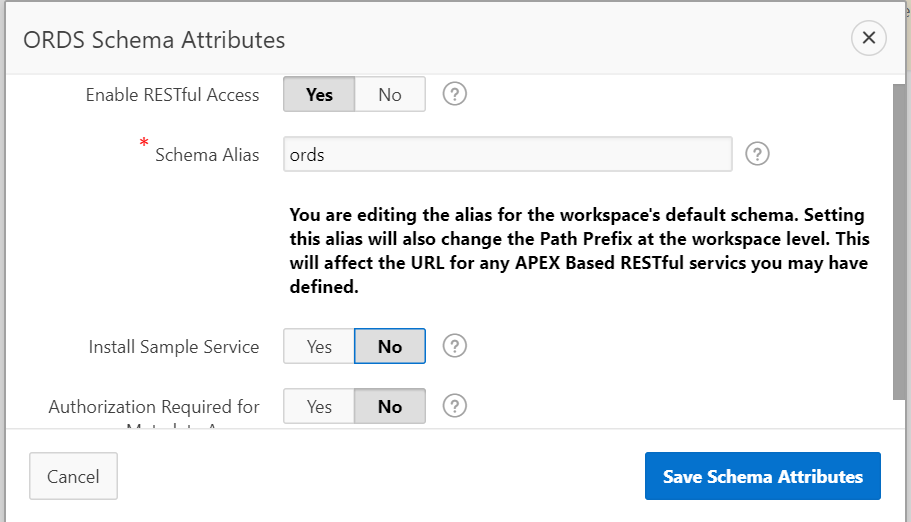 ORDS Schema Attributes
Enable RESTful Access Yes No ?
* Schema Alias ords ?
You are editing the alias for the workspace's default schema. Setting
this alias will also change the Path Prefix at the workspace level. This
will affect the URL for any APEX Based RESTful servics you may have
defined.
Install Sample Service Yes No ?
Authorization Required for Yes No ?
Cancel Save Schema Attributes